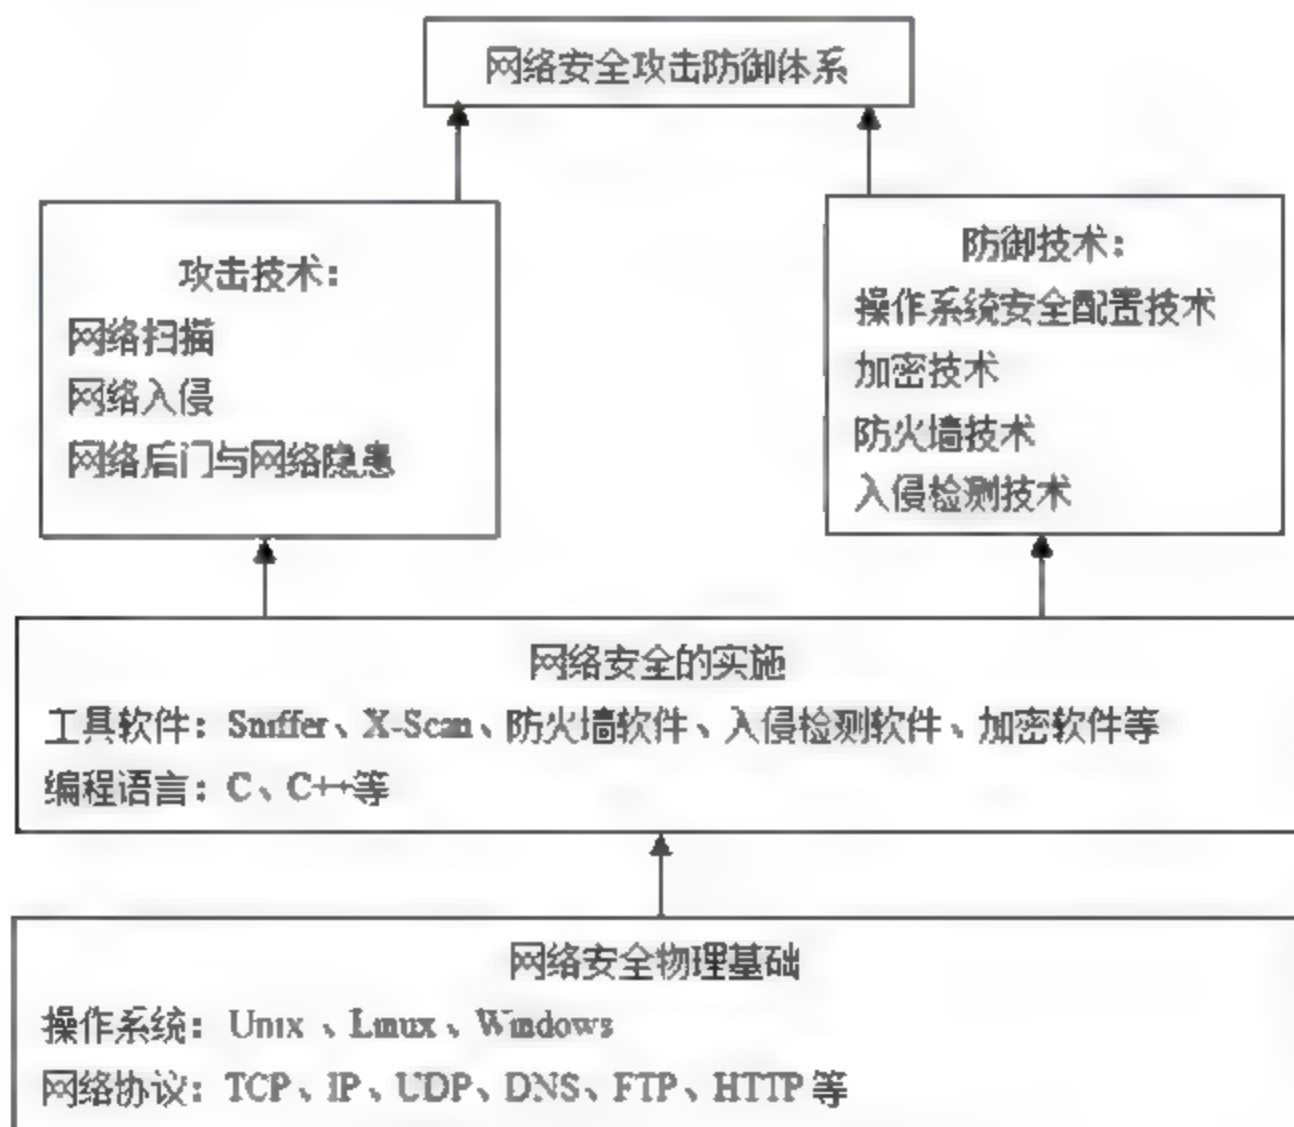 网络安全攻击防御体系
攻击技术：
网络扫描
网络入侵
网络后门与网络隐患
防御技术：
操作系统安全配置技术
加密技术
防火墙技术
入侵检测技术
网络安全的实施
工具软件：Sniffer、X-Scan、防火墙软件、入侵检测软件、加密软件等
编程语言：C、C++等
网络安全物理基础
操作系统：Unix、Linux、Windows
网络协议：TCP、IP、UDP、DNS、FTP、HTTP 等